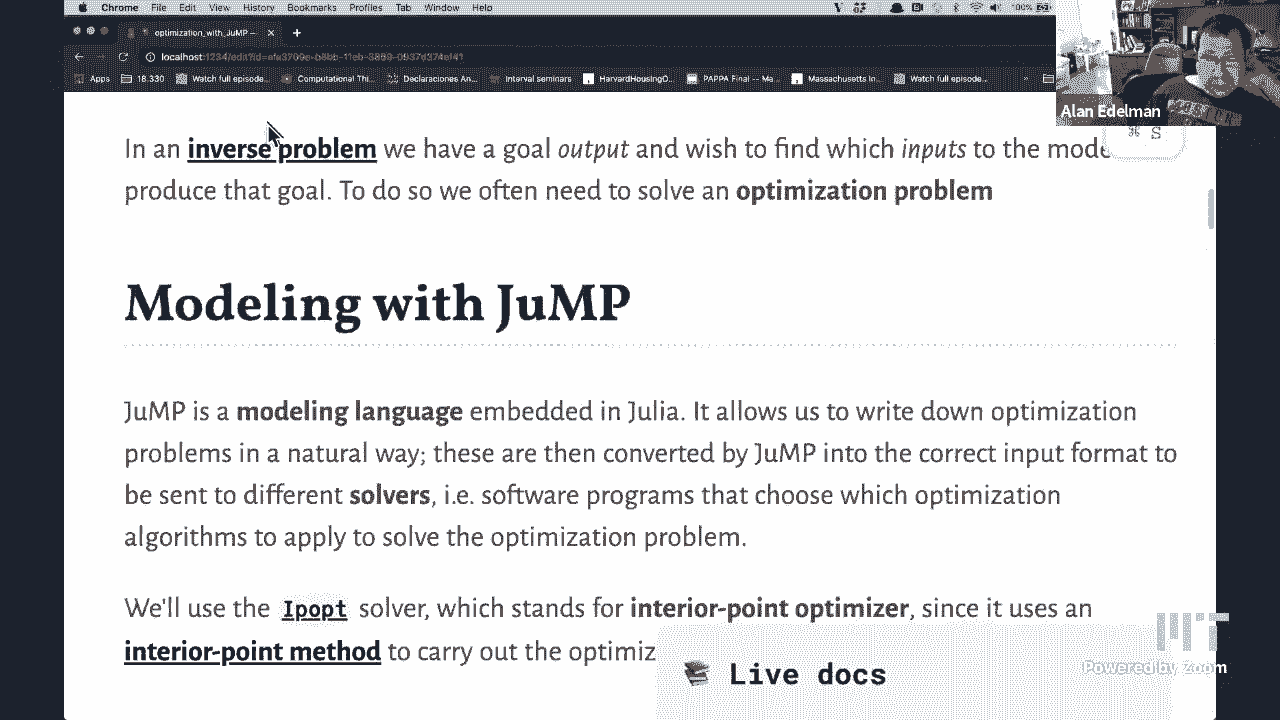 Chrome File Edit View History Bookmarks Profiles Tab Window Help 100%
optimization_with_JuMP —
localhost:1234/edit?id=
Apps 18.330 Watch full episode... Computational Thi... Declaraciones An... Interval seminars HarvardHousingO... PAPPA Final — Ma... Massachusetts In... Watch full episode...
Alan Edelman
⌘ S
In an inverse problem we have a goal output and wish to find which inputs to the mode
produce that goal. To do so we often need to solve an optimization problem
Modeling with JuMP
JuMP is a modeling language embedded in Julia. It allows us to write down optimization
problems in a natural way; these are then converted by JuMP into the correct input format to
be sent to different solvers, i.e. software programs that choose which optimization
algorithms to apply to solve the optimization problem.
We'll use the Ipopt solver, which stands for interior-point optimizer, since it uses an
interior-point method to carry out the optimiz
Live docs
MIT
Powered by Zoom